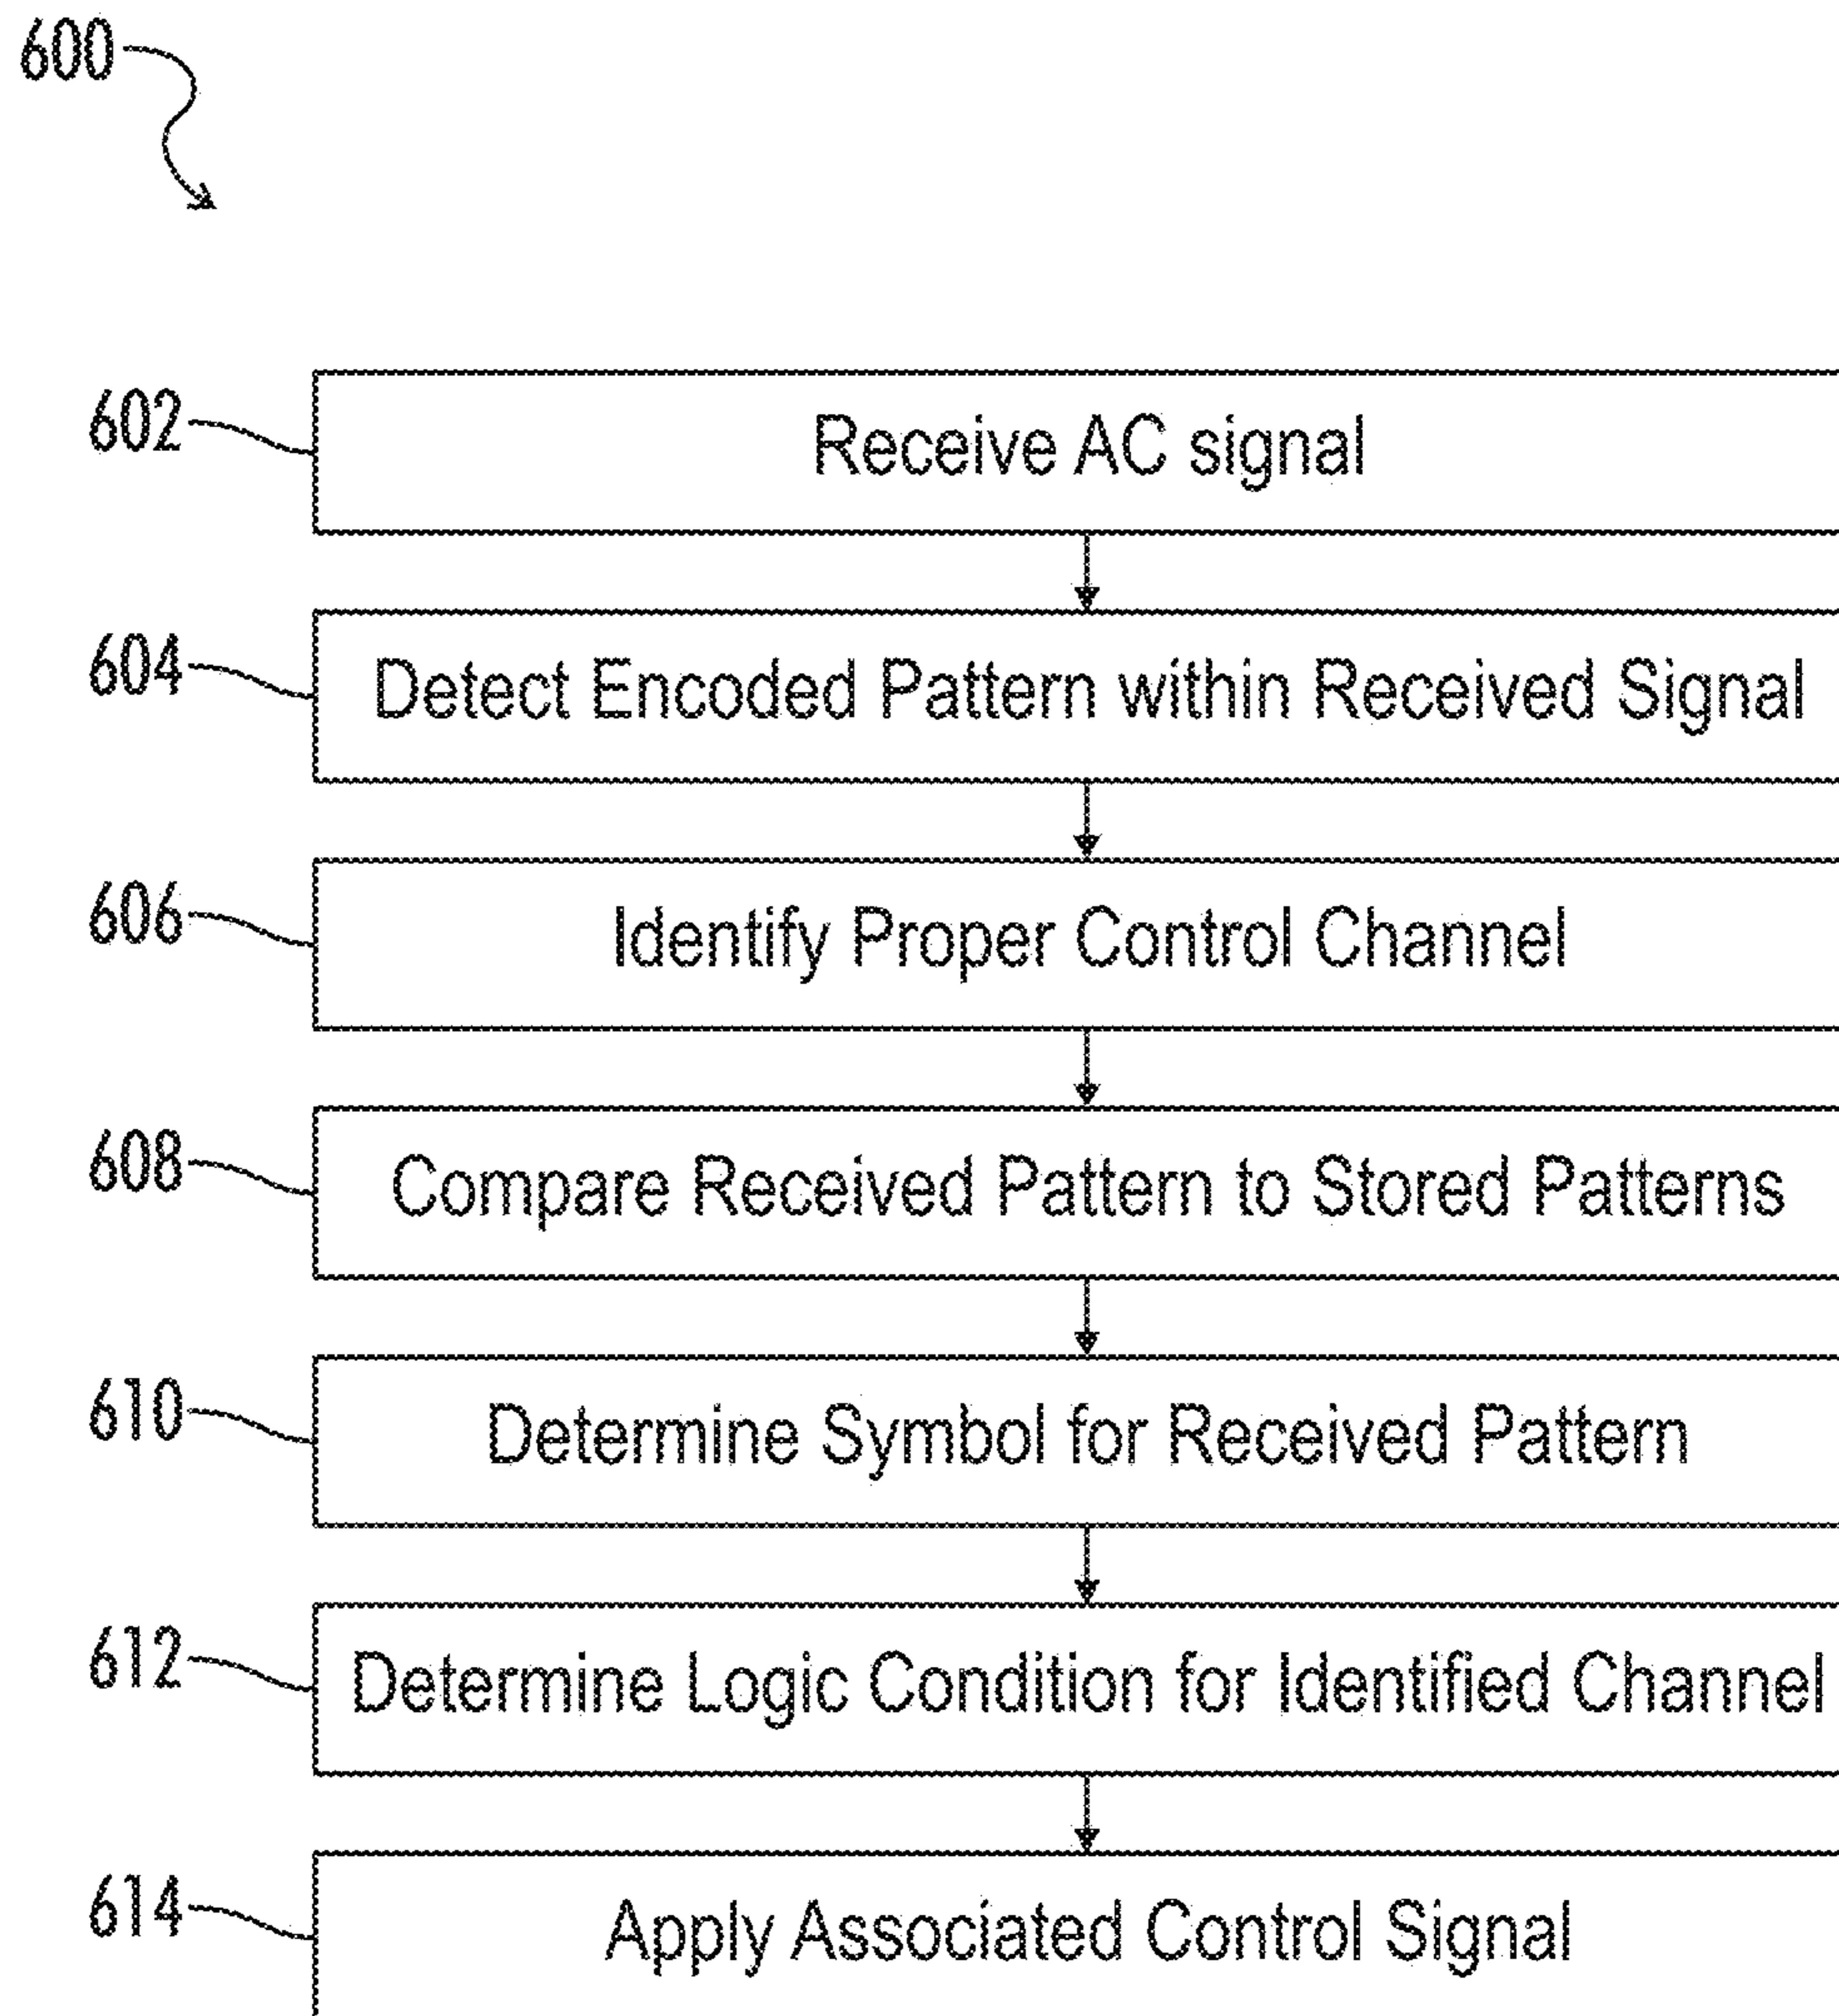 600
602 Receive AC signal
604 Detect Encoded Pattern within Received Signal
606 Identify Proper Control Channel
608 Compare Received Pattern to Stored Patterns
610 Determine Symbol for Received Pattern
612 Determine Logic Condition for Identified Channel
614 Apply Associated Control Signal